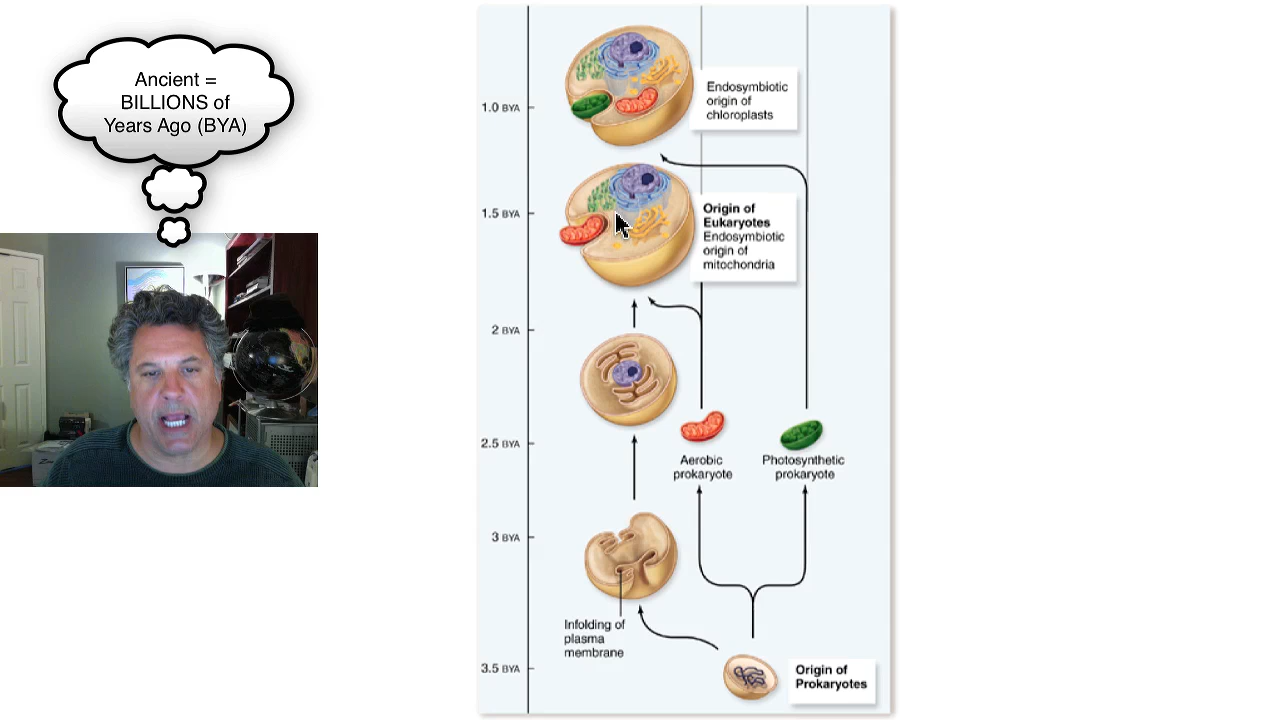 Ancient =
BILLIONS of
Years Ago (BYA)
1.0 BYA
Endosymbiotic
origin of
chloroplasts
1.5 BYA
Origin of
Eukaryotes
Endosymbiotic
origin of
mitochondria
2 BYA
2.5 BYA
Aerobic
prokaryote
Photosynthetic
prokaryote
3 BYA
Infolding of
plasma
membrane
3.5 BYA
Origin of
Prokaryotes